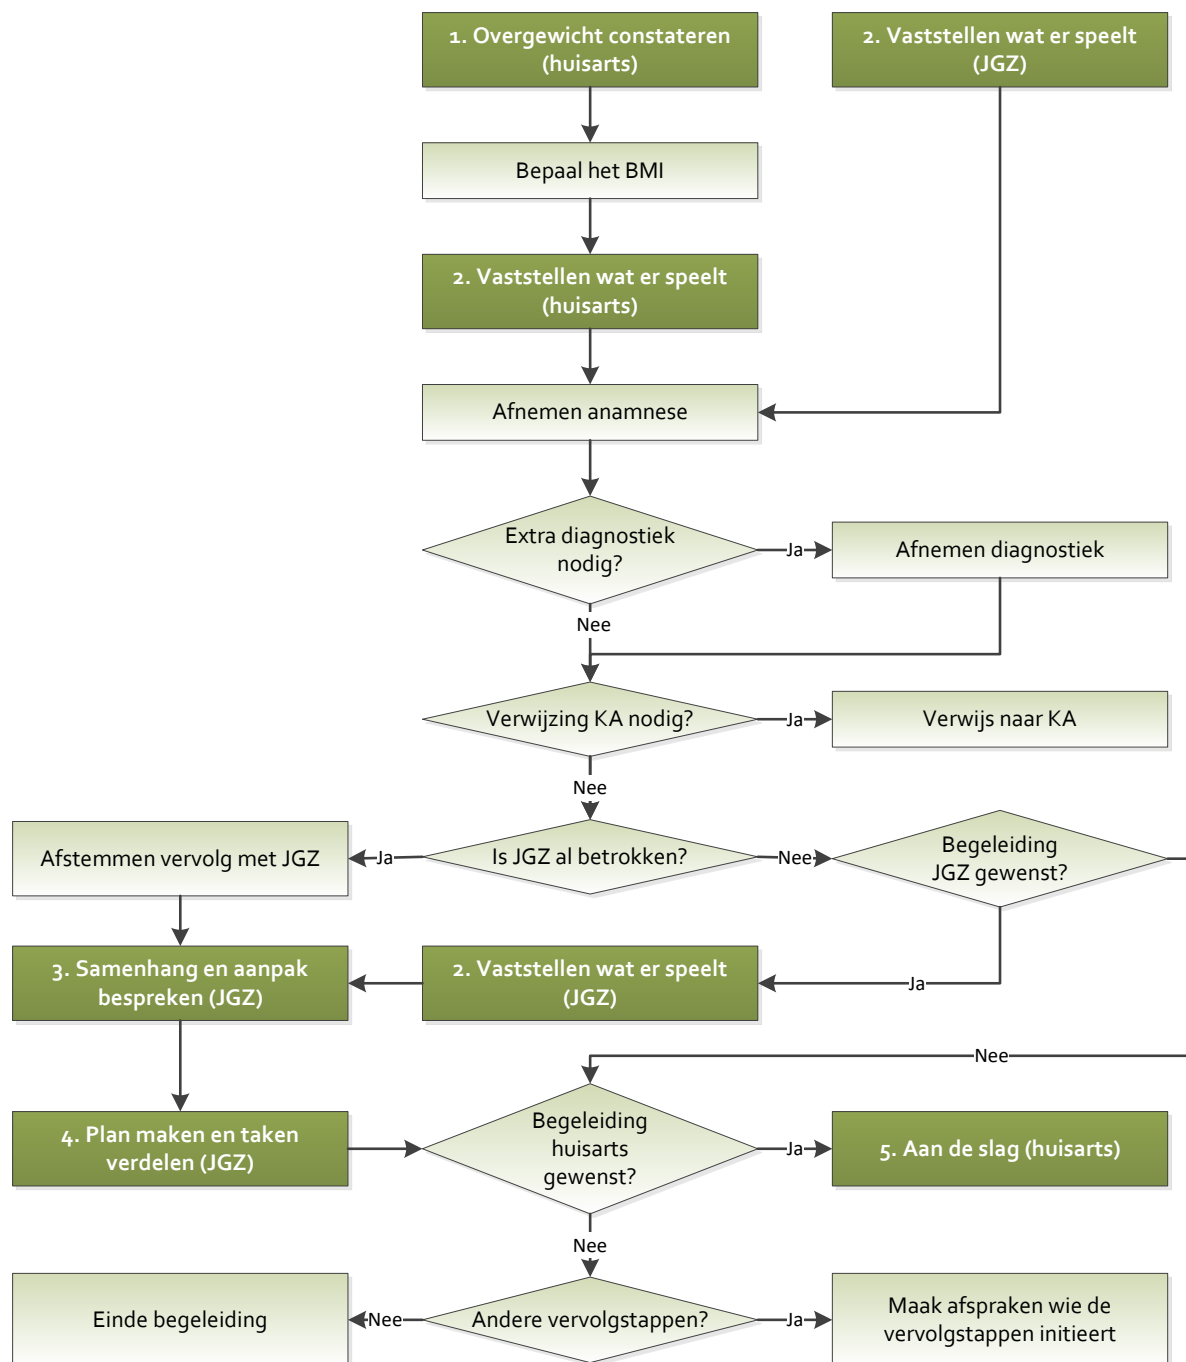 1. Overgewicht constateren
(huisarts)
2. Vaststellen wat er speelt
(JGZ)
Bepaal het BMI
2. Vaststellen wat er speelt
(huisarts)
Afnemen anamnese
Extra diagnostiek
nodig?
Ja
Afnemen diagnostiek
Nee
Verwijzing KA nodig?
Ja
Verwijs naar KA
Nee
Afstemmen vervolg met JGZ
Ja
Is JGZ al betrokken?
Nee
Begeleiding
JGZ gewenst?
3. Samenhang en aanpak
bespreken (JGZ)
2. Vaststellen wat er speelt
(JGZ)
Ja
Nee
4. Plan maken en taken
verdelen (JGZ)
Begeleiding
huisarts
gewenst?
Ja
5. Aan de slag (huisarts)
Nee
Einde begeleiding
Nee
Andere vervolgstappen?
Ja
Maak afspraken wie de
vervolgstappen initieert